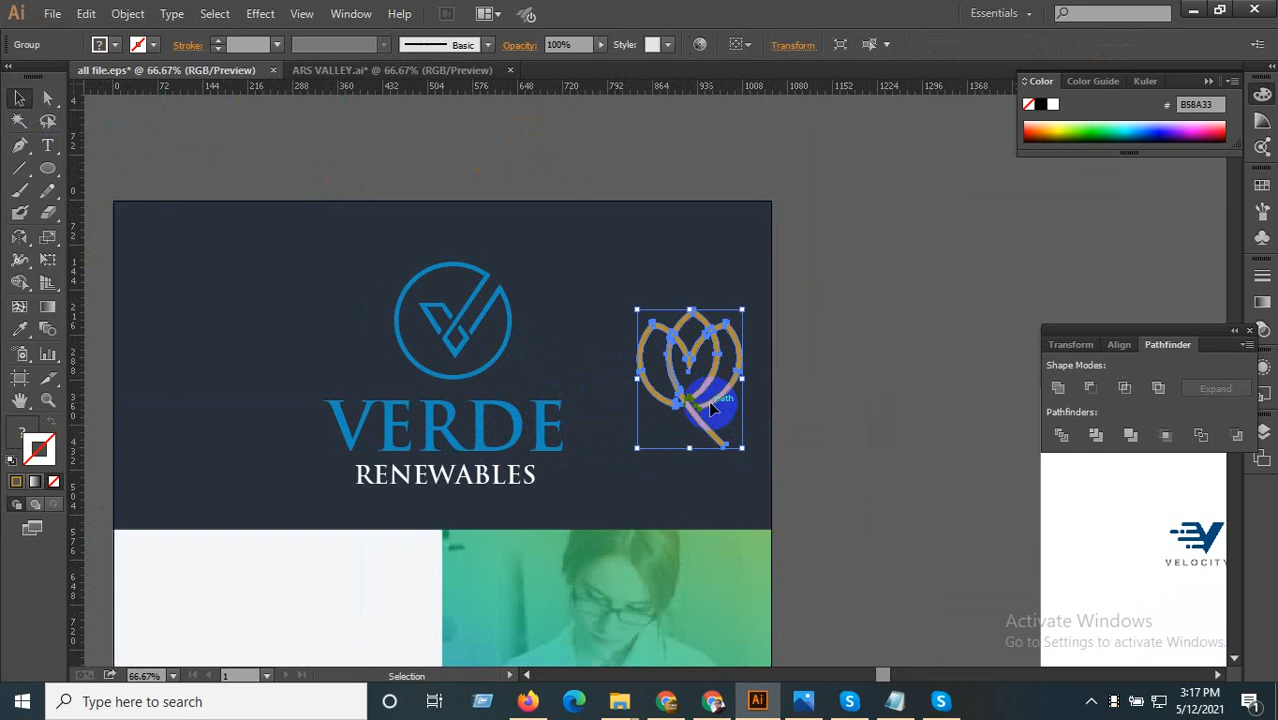 Ai File Edit Object Type Select Effect View Window Help Br Essentials
Group Stroke: Basic Opacity: 100% Style: Transform
all file.eps* @ 66.67% (RGB/Preview) × ARS VALLEY.ai* @ 66.67% (RGB/Preview) ×
0 72 144 216 288 360 432 504 576 648 720 792 864 935 1008 1080 1152 1224 1296 1368
Color Color Guide Kuler
# B58A33
VERDE
RENEWABLES
path
Transform Align Pathfinder
Shape Modes:
Expand
Pathfinders:
VELOCITY
Activate Windows
Go to Settings to activate Windows.
66.67% 1 Selection
Type here to search
3:17 PM
5/12/2021